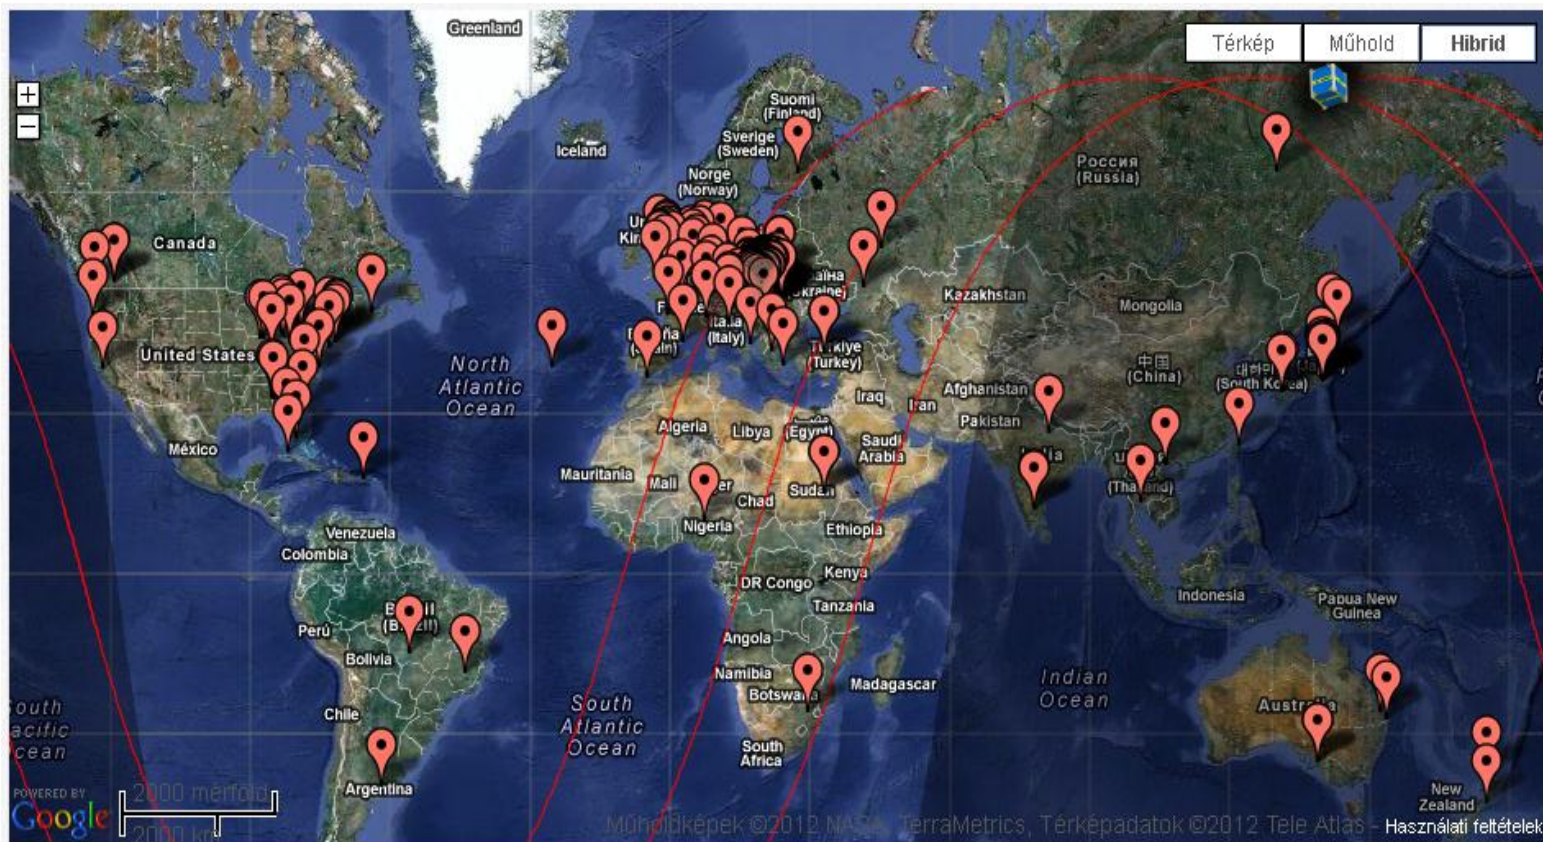 Greenland
Térkép
Műhold
Hibrid
+
−
Suomi
(Finland)
Iceland
Sverige
(Sweden)
Россия
(Russia)
Norge
(Norway)
Canada
Kazakhstan
Mongolia
United States
(Italy)
Türkiye
(Turkey)
中国
(China)
(South Korea)
North
Atlantic
Ocean
Iraq
Iran
Afghanistan
Pakistan
México
Algeria
Libya
(Egypt)
Saudi
Arabia
Mauritania
Mali
Chad
Sudan
Nigeria
Ethiopia
Venezuela
Colombia
DR Congo
Kenya
Tanzania
Indonesia
Papua New
Guinea
Perú
Bolivia
Angola
Namibia
Botswana
Madagascar
Indian
Ocean
Australia
Chile
South
Atlantic
Ocean
South
Africa
Argentina
New
Zealand
POWERED BY
Google
2000 mérföld
2000 km
Műholdképek ©2012 NASA, TerraMetrics, Térképadatok ©2012 Tele Atlas - Használati feltételek